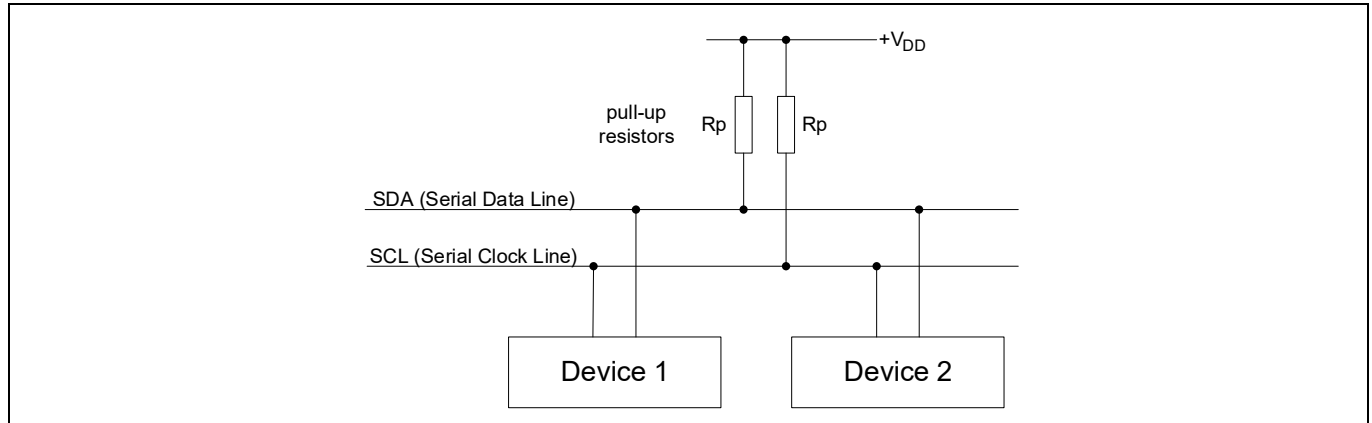 +VDD
pull-up
resistors
Rp
Rp
SDA (Serial Data Line)
SCL (Serial Clock Line)
Device 1
Device 2